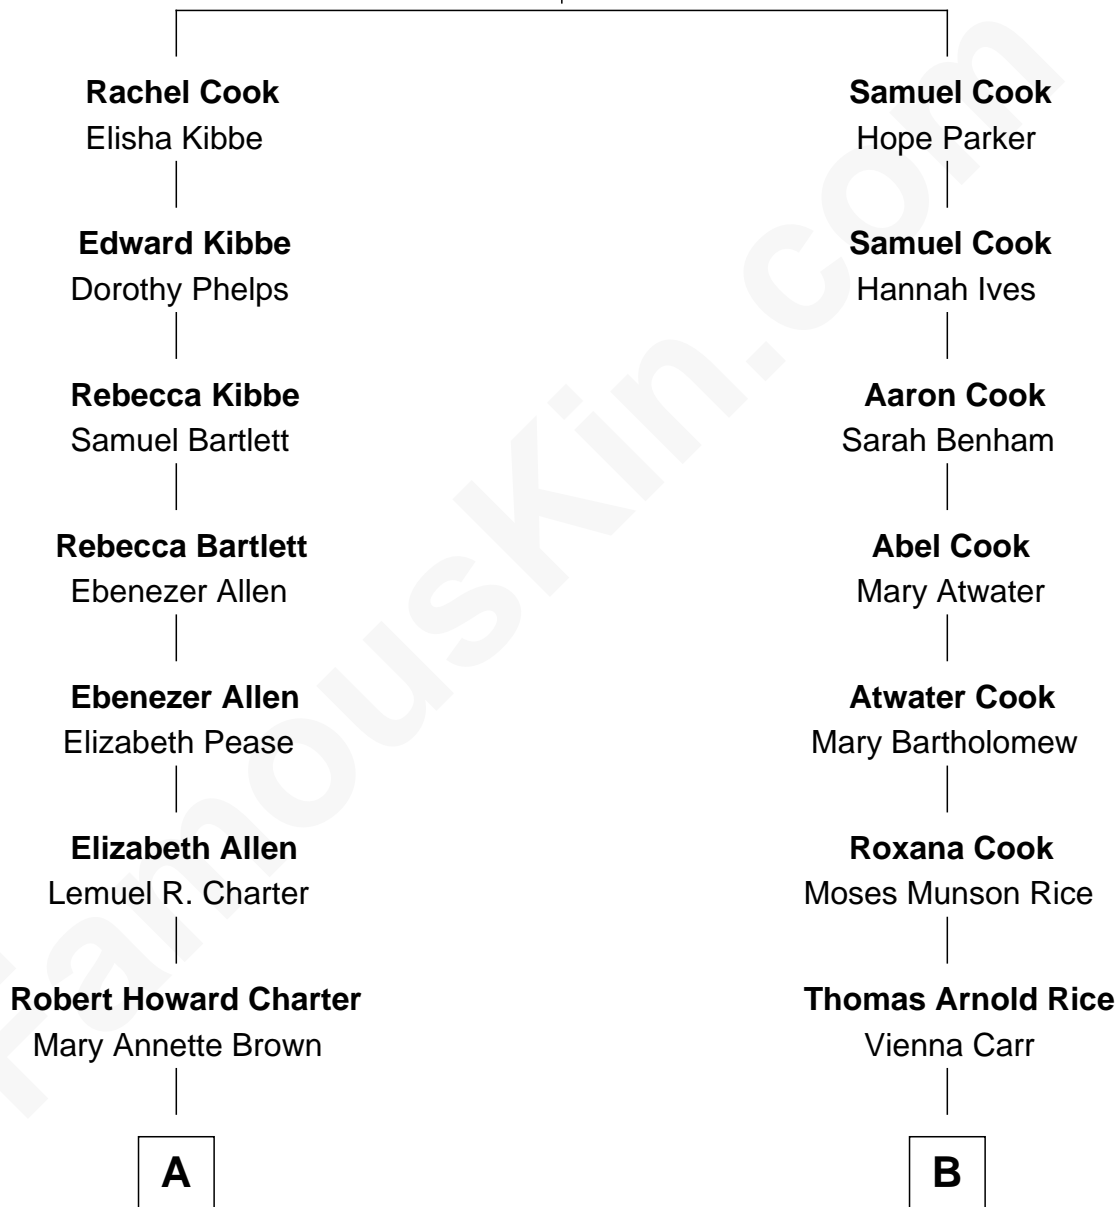 Rachel Cook
Elisha Kibbe
Edward Kibbe
Dorothy Phelps
Rebecca Kibbe
Samuel Bartlett
Rebecca Bartlett
Ebenezer Allen
Ebenezer Allen
Elizabeth Pease
Elizabeth Allen
Lemuel R. Charter
Robert Howard Charter
Mary Annette Brown
A
Samuel Cook
Hope Parker
Samuel Cook
Hannah Ives
Aaron Cook
Sarah Benham
Abel Cook
Mary Atwater
Atwater Cook
Mary Bartholomew
Roxana Cook
Moses Munson Rice
Thomas Arnold Rice
Vienna Carr
B
FamousKin.com